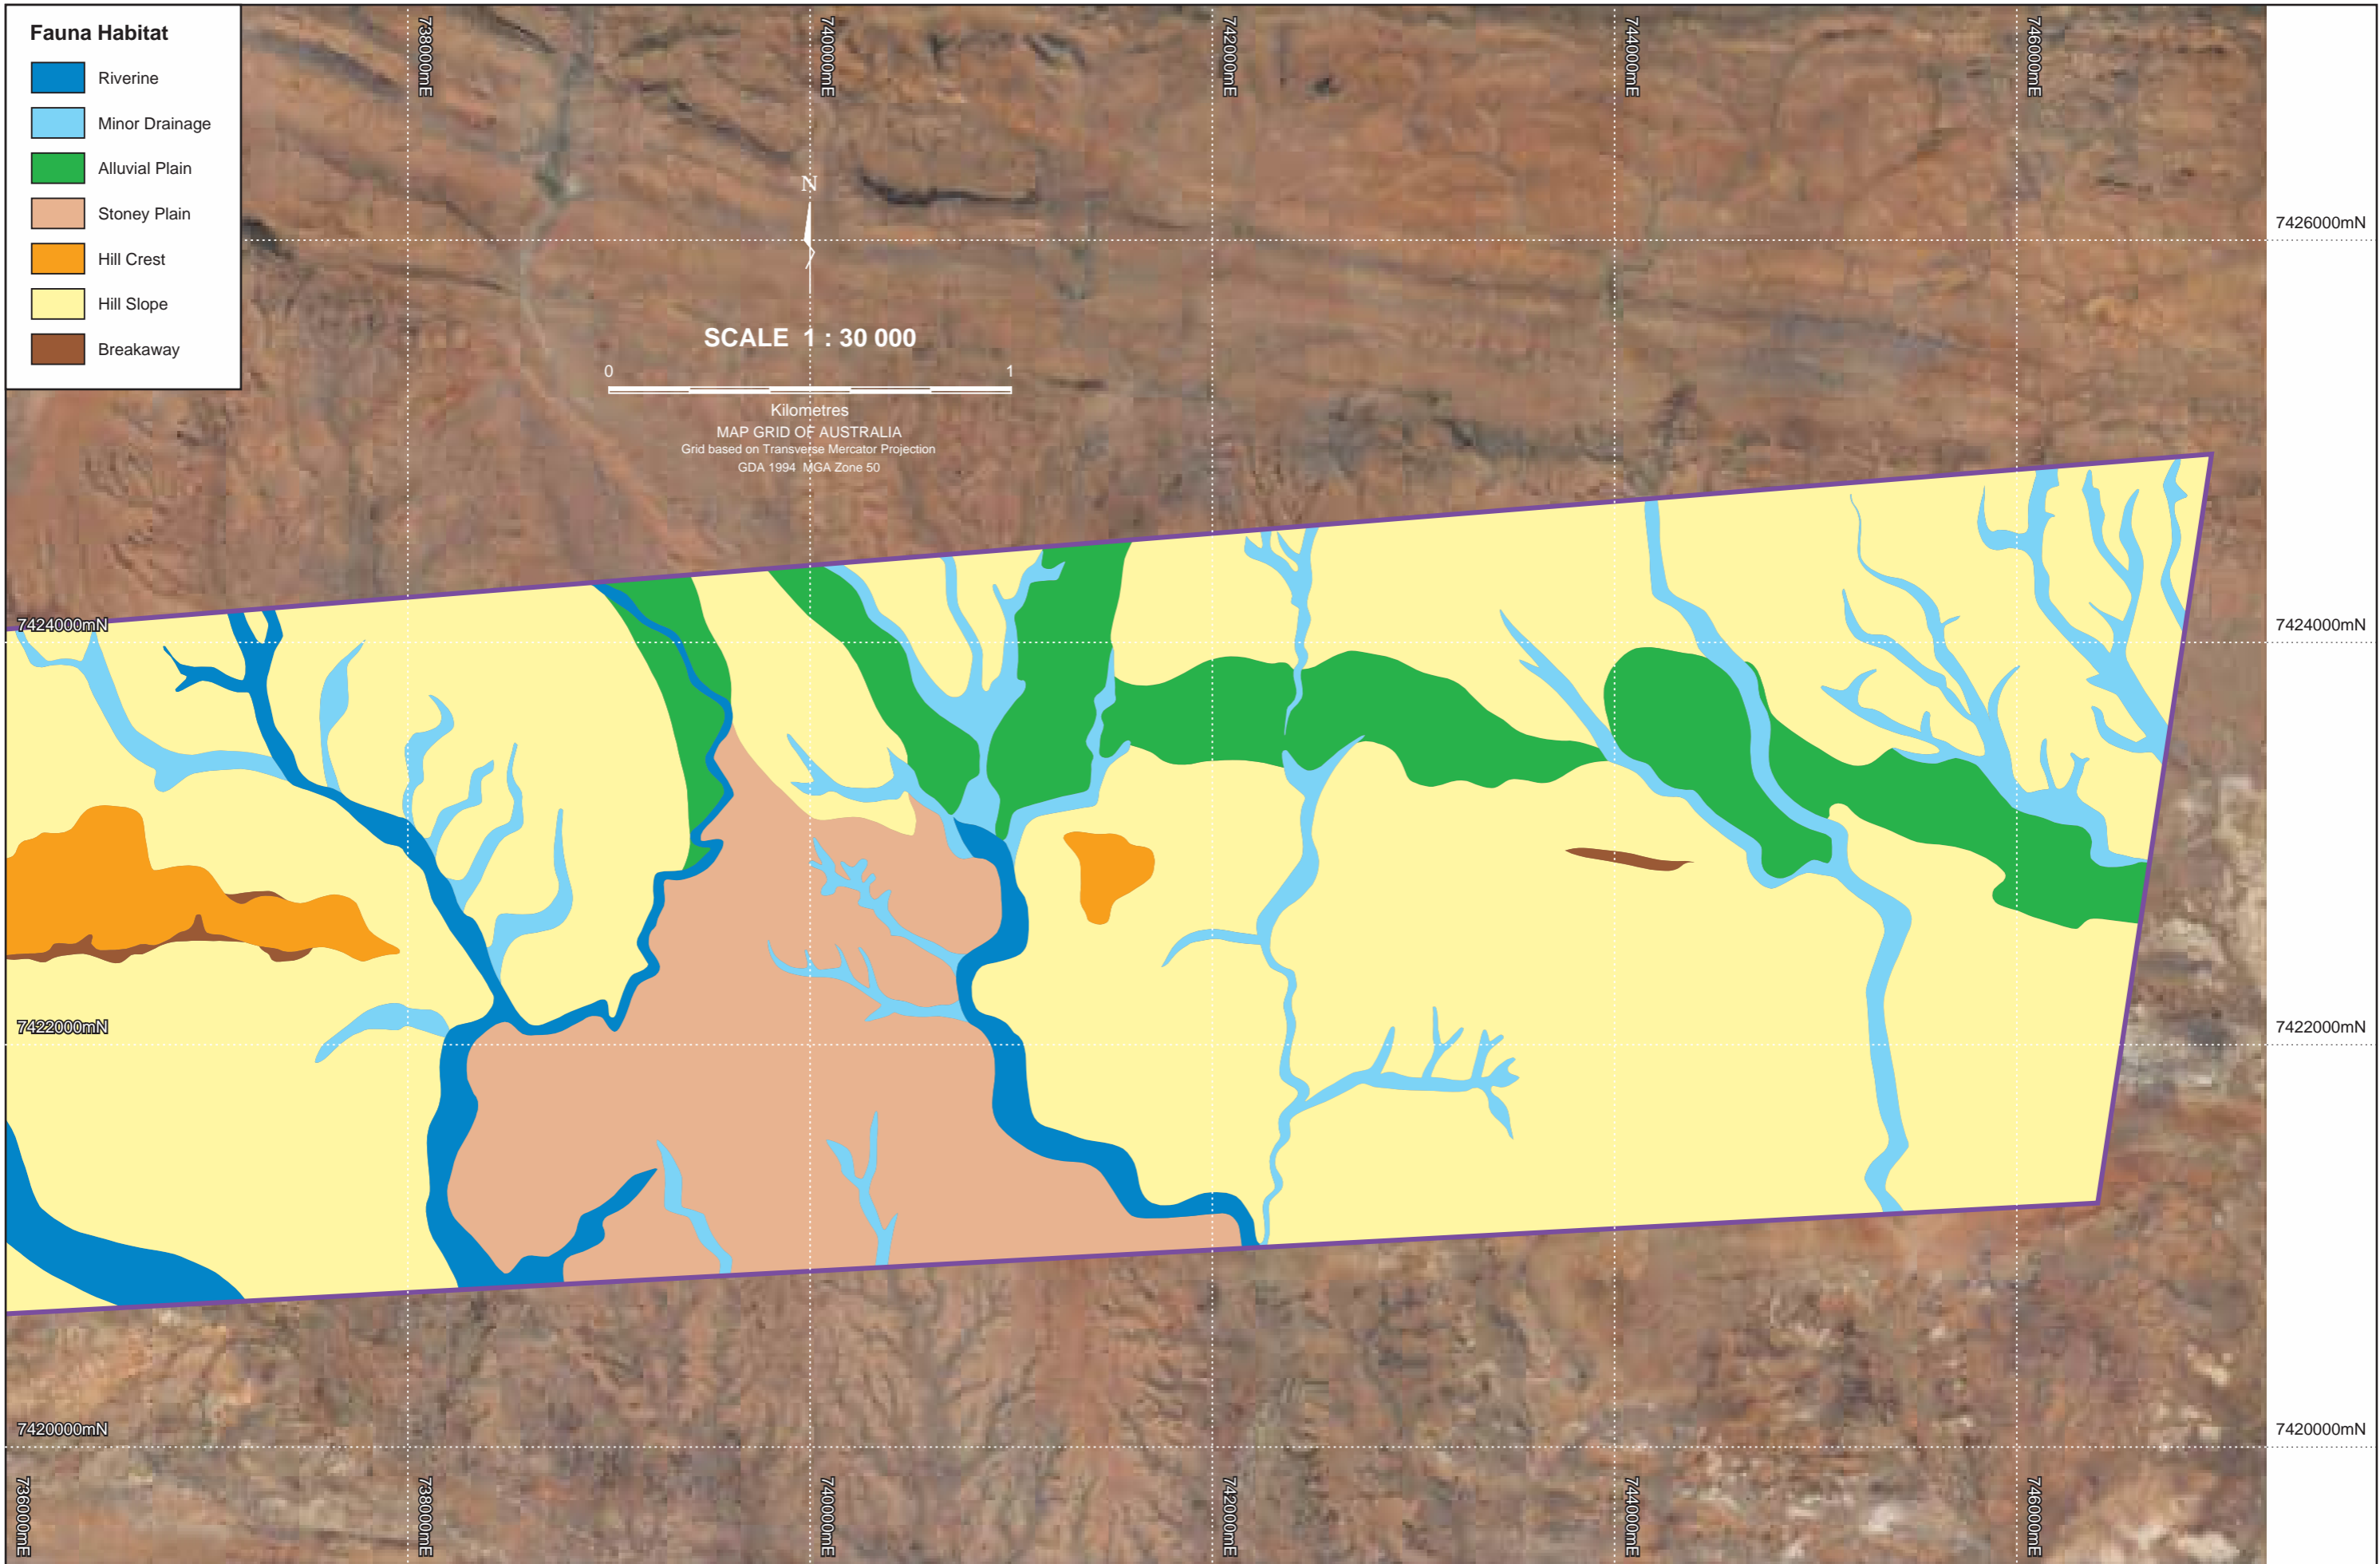 Fauna Habitat
Riverine
Minor Drainage
Alluvial Plain
Stoney Plain
Hill Crest
Hill Slope
Breakaway
738000mE
740000mE
742000mE
744000mE
746000mE
N
7426000mN
SCALE 1 : 30 000
0 1
Kilometres
MAP GRID OF AUSTRALIA
Grid based on Transverse Mercator Projection
GDA 1994 MGA Zone 50
7424000mN
7424000mN
7422000mN
7422000mN
7420000mN
7420000mN
736000mE
738000mE
740000mE
742000mE
744000mE
746000mE